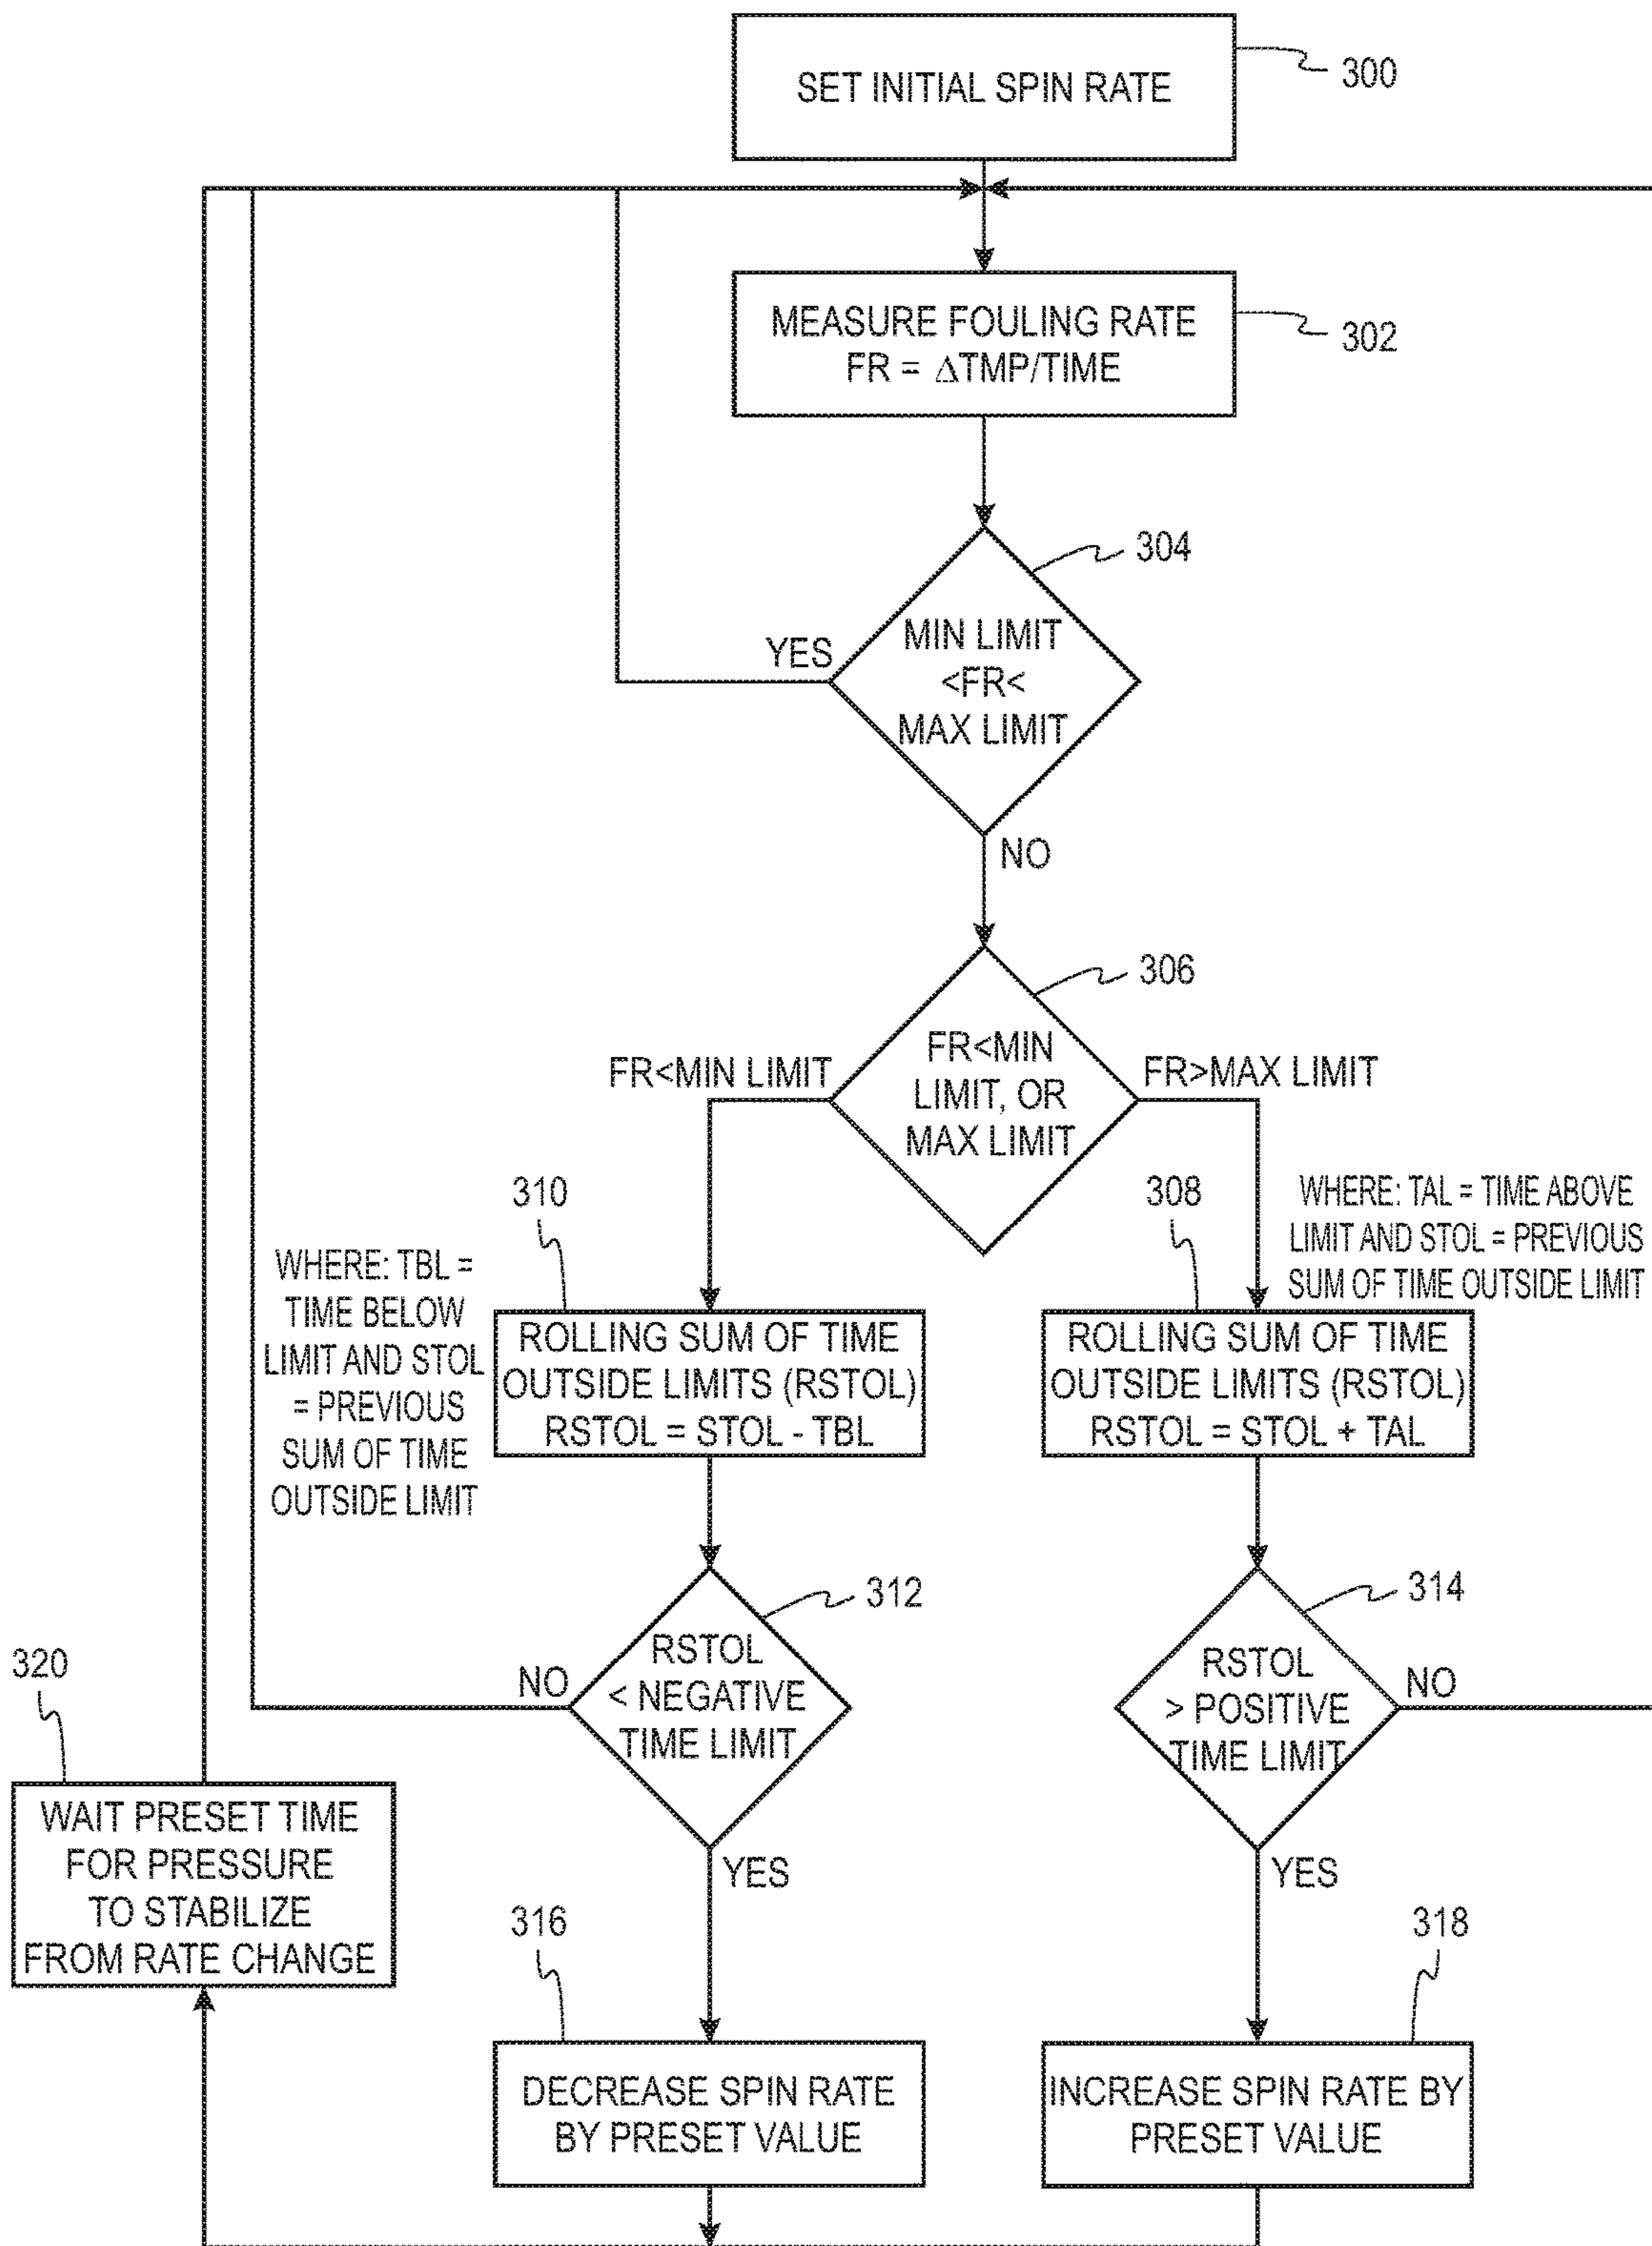 SET INITIAL SPIN RATE
300
MEASURE FOULING RATE
FR = ΔTMP/TIME
302
304
MIN LIMIT
<FR<
MAX LIMIT
YES
NO
306
FR<MIN
LIMIT, OR
MAX LIMIT
FR<MIN LIMIT
FR>MAX LIMIT
310
308
WHERE: TAL = TIME ABOVE
LIMIT AND STOL = PREVIOUS
SUM OF TIME OUTSIDE LIMIT
WHERE: TBL =
TIME BELOW
LIMIT AND STOL
= PREVIOUS
SUM OF TIME
OUTSIDE LIMIT
ROLLING SUM OF TIME
OUTSIDE LIMITS (RSTOL)
RSTOL = STOL - TBL
ROLLING SUM OF TIME
OUTSIDE LIMITS (RSTOL)
RSTOL = STOL + TAL
312
RSTOL
< NEGATIVE
TIME LIMIT
NO
YES
314
RSTOL
> POSITIVE
TIME LIMIT
NO
YES
320
WAIT PRESET TIME
FOR PRESSURE
TO STABILIZE
FROM RATE CHANGE
316
DECREASE SPIN RATE
BY PRESET VALUE
318
INCREASE SPIN RATE BY
PRESET VALUE